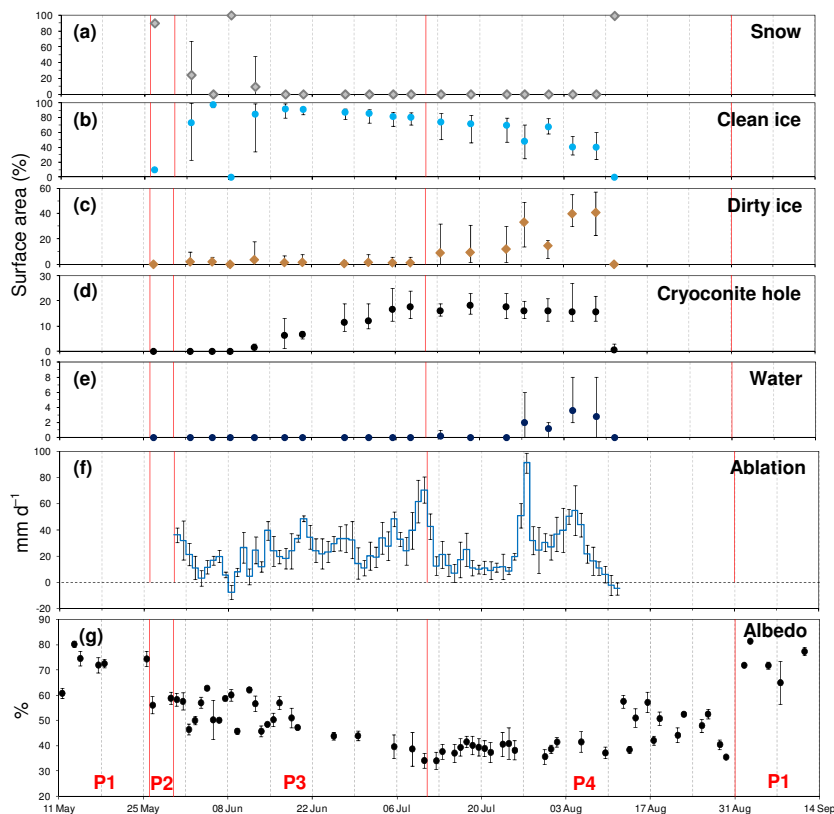 (a)
Snow
100
80
60
40
20
0
(b)
Clean ice
100
80
60
40
20
0
Surface area (%)
(c)
Dirty ice
60
40
20
0
(d)
Cryoconite hole
30
20
10
0
(e)
Water
10
8
6
4
2
0
(f)
Ablation
100
80
60
40
20
0
-20
mm d⁻¹
(g)
Albedo
90
80
70
60
50
40
30
20
%
P1
P2
P3
P4
P1
11 May
25 May
08 Jun
22 Jun
06 Jul
20 Jul
03 Aug
17 Aug
31 Aug
14 Sep